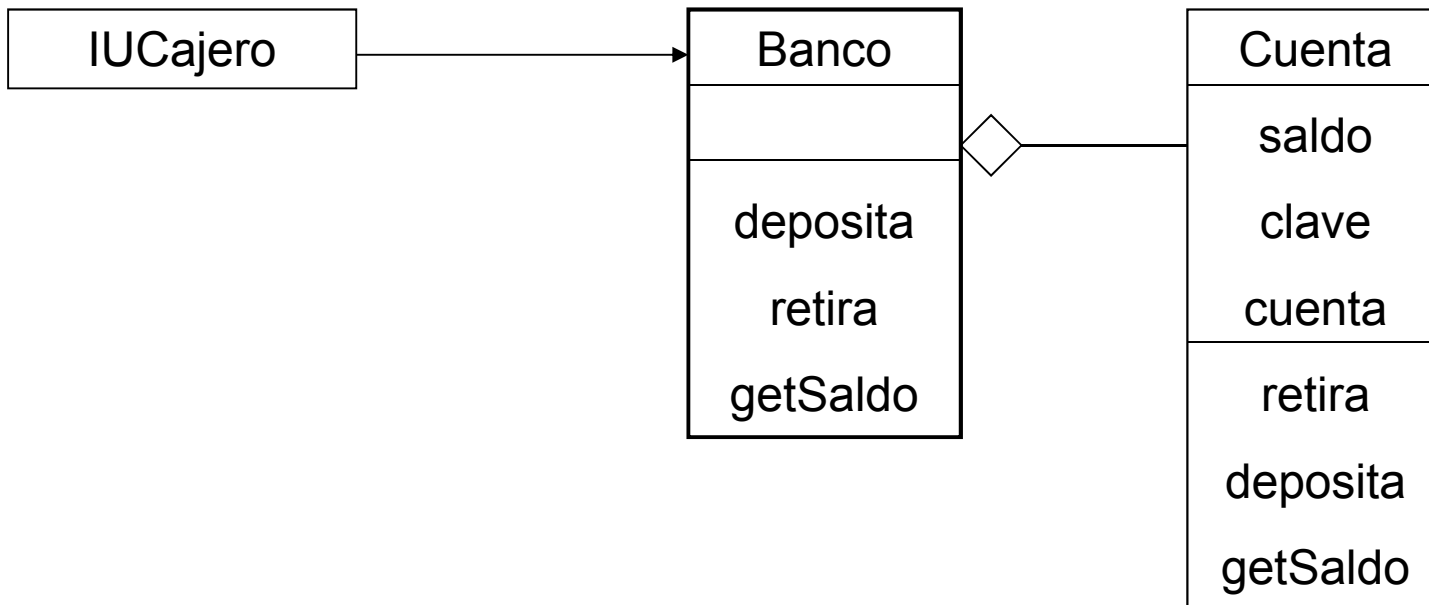 IUCajero
Banco
deposita
retira
getSaldo
Cuenta
saldo
clave
cuenta
retira
deposita
getSaldo